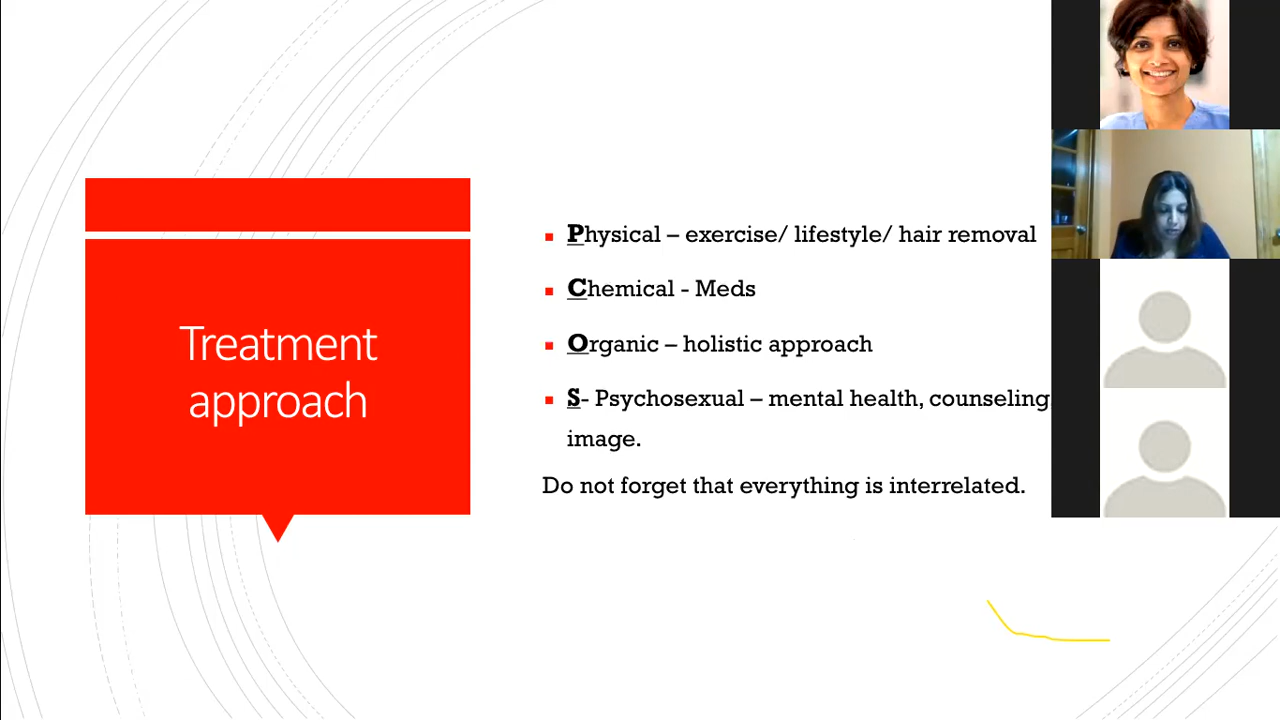 Treatment
approach
Physical – exercise/ lifestyle/ hair removal
Chemical - Meds
Organic – holistic approach
S- Psychosexual – mental health, counseling,
image.
Do not forget that everything is interrelated.